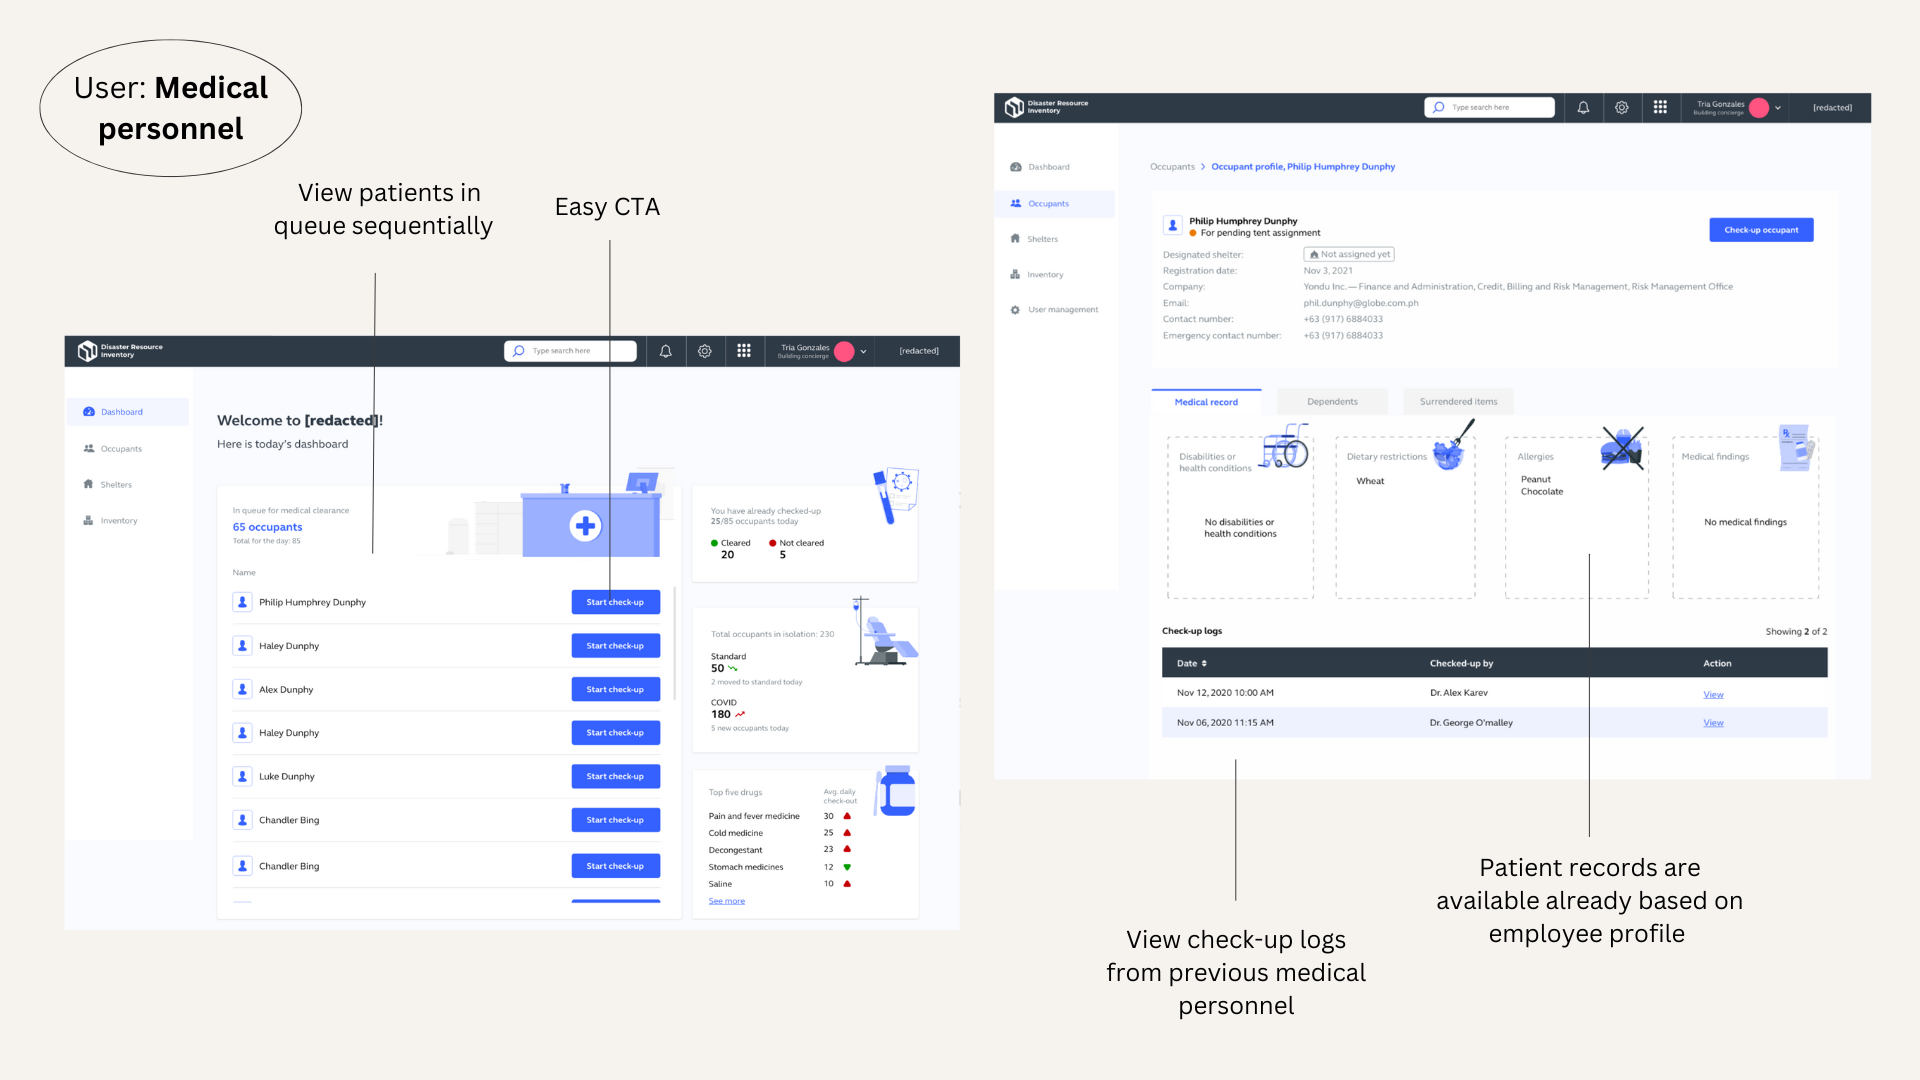 User: Medical
personnel
View patients in
queue sequentially
Easy CTA
Disaster Resource
Inventory
Type search here
Tria Gonzales
Building concierge
[redacted]
Dashboard
Occupants
Shelters
Inventory
Welcome to [redacted]!
Here is today's dashboard
In queue for medical clearance
65 occupants
Total for the day: 85
Name
Philip Humphrey Dunphy
Start check-up
Haley Dunphy
Start check-up
Alex Dunphy
Start check-up
Haley Dunphy
Start check-up
Luke Dunphy
Start check-up
Chandler Bing
Start check-up
Chandler Bing
Start check-up
You have already checked-up
25/85 occupants today
Cleared
20
Not cleared
5
Total occupants in isolation: 230
Standard
50
2 moved to standard today
COVID
180
5 new occupants today
Top five drugs
Avg. daily
check-out
Pain and fever medicine 30
Cold medicine 25
Decongestant 23
Stomach medicines 12
Saline 10
See more
Disaster Resource
Inventory
Type search here
Tria Gonzales
Building concierge
[redacted]
Dashboard
Occupants
Shelters
Inventory
User management
Occupants > Occupant profile, Philip Humphrey Dunphy
Philip Humphrey Dunphy
For pending tent assignment
Check-up occupant
Designated shelter: Not assigned yet
Registration date: Nov 3, 2021
Company: Yondu Inc.— Finance and Administration, Credit, Billing and Risk Management, Risk Management Office
Email: phil.dunphy@globe.com.ph
Contact number: +63 (917) 6884033
Emergency contact number: +63 (917) 6884033
Medical record
Dependents
Surrendered items
Disabilities or
health conditions
No disabilities or
health conditions
Dietary restrictions
Wheat
Allergies
Peanut
Chocolate
Medical findings
Rx
No medical findings
Check-up logs
Showing 2 of 2
Date Checked-up by Action
Nov 12, 2020 10:00 AM Dr. Alex Karev View
Nov 06, 2020 11:15 AM Dr. George O'malley View
View check-up logs
from previous medical
personnel
Patient records are
available already based on
employee profile